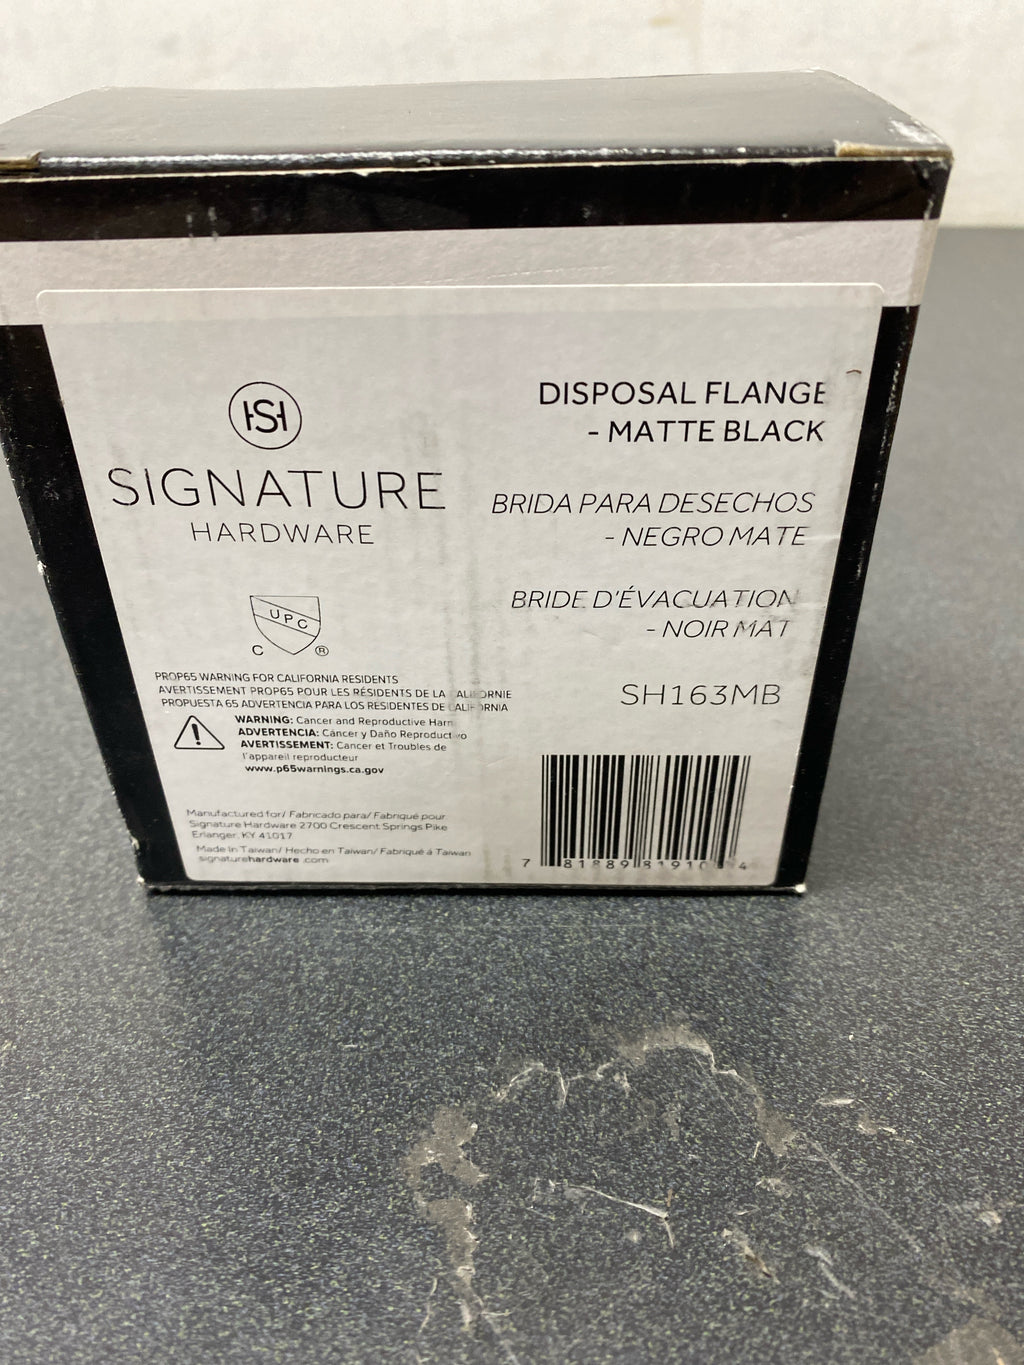 SH
SIGNATURE
HARDWARE
DISPOSAL FLANGE
- MATTE BLACK
BRIDA PARA DESECHOS
- NEGRO MATE
BRIDE D'ÉVACUATION
- NOIR MAT
SH163MB
UPC
C ®
PROP65 WARNING FOR CALIFORNIA RESIDENTS
AVERTISSEMENT PROP65 POUR LES RÉSIDENTS DE LA CALIFORNIE
PROPUESTA 65 ADVERTENCIA PARA LOS RESIDENTES DE CALIFORNIA
WARNING: Cancer and Reproductive Harm
ADVERTENCIA: Cáncer y Daño Reproductivo
AVERTISSEMENT: Cancer et Troubles de
l'appareil reproducteur
www.p65warnings.ca.gov
Manufactured for/ Fabricado para/ Fabriqué pour
Signature Hardware 2700 Crescent Springs Pike
Erlanger, KY 41017
Made in Taiwan/ Hecho en Taiwan/ Fabriqué à Taiwan
signaturehardware.com
7 81889 4